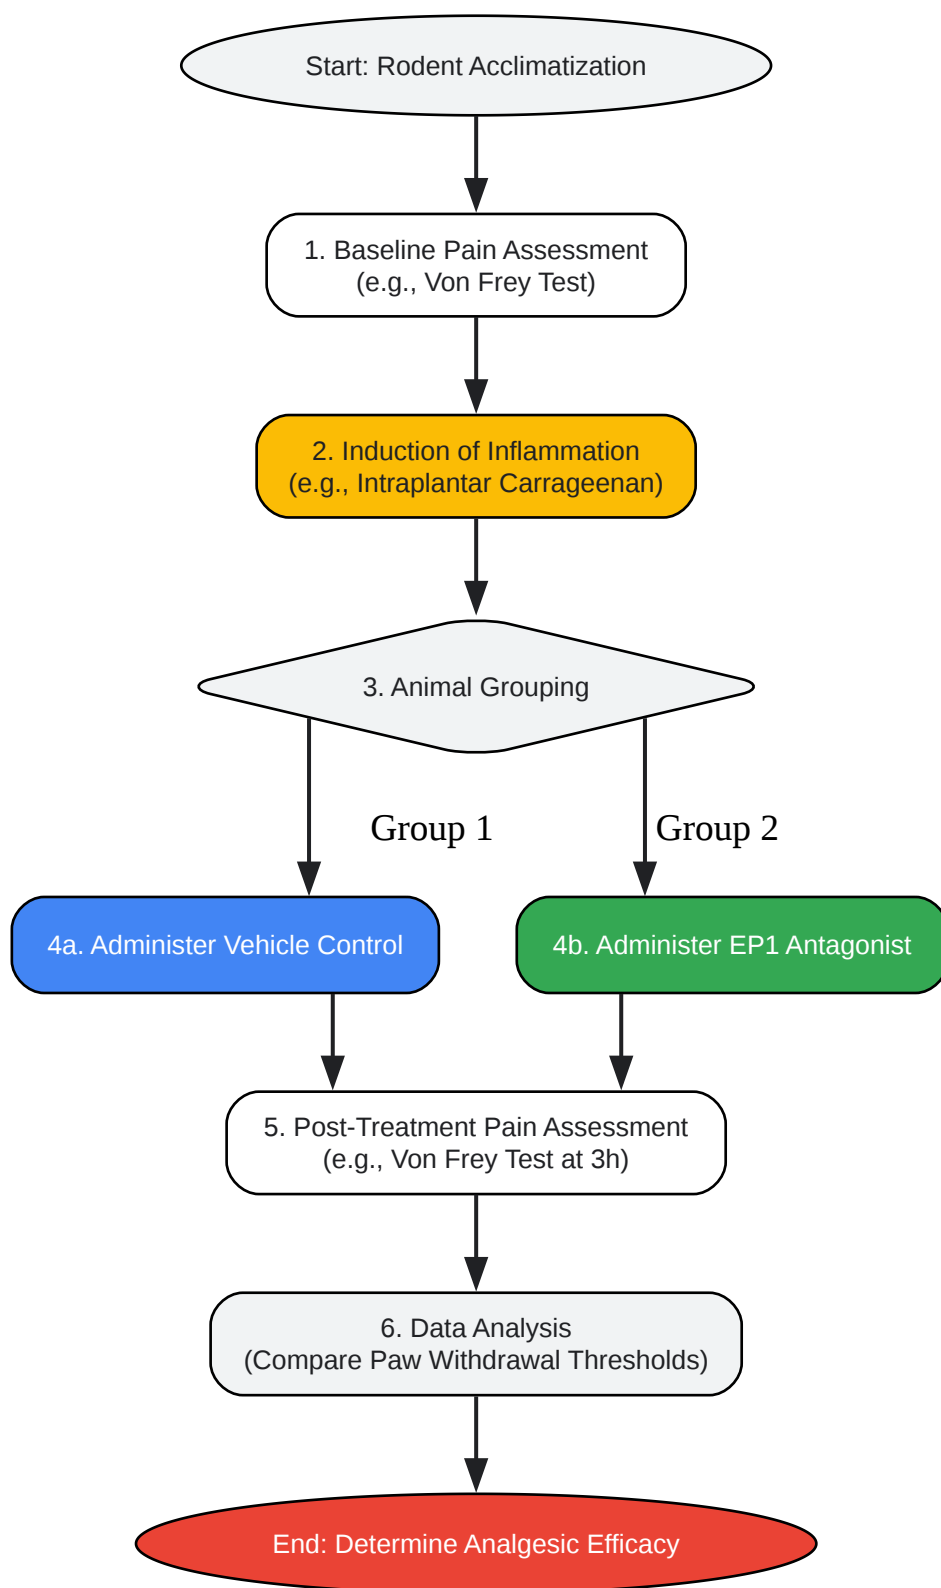 Start: Rodent Acclimatization
1. Baseline Pain Assessment
(e.g., Von Frey Test)
2. Induction of Inflammation
(e.g., Intraplantar Carrageenan)
3. Animal Grouping
Group 1
Group 2
4a. Administer Vehicle Control
4b. Administer EP1 Antagonist
5. Post-Treatment Pain Assessment
(e.g., Von Frey Test at 3h)
6. Data Analysis
(Compare Paw Withdrawal Thresholds)
End: Determine Analgesic Efficacy